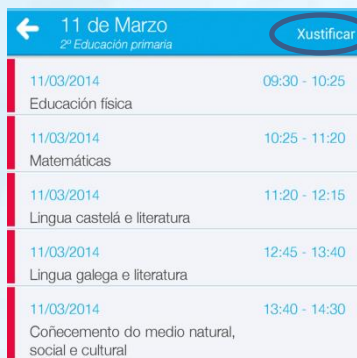 11 de Marzo
Xustificar
2º Educación primaria
11/03/2014 09:30 - 10:25
Educación física
11/03/2014 10:25 - 11:20
Matemáticas
11/03/2014 11:20 - 12:15
Lingua castelá e literatura
11/03/2014 12:45 - 13:40
Lingua galega e literatura
11/03/2014 13:40 - 14:30
Coñecemento do medio natural,
social e cultural